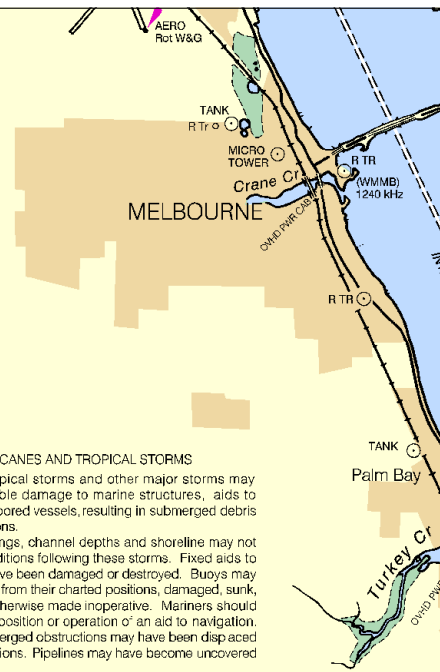 AERO
Rot W&G
TANK
R Tr
MICRO
TOWER
R TR
(WMMB)
1240 kHz
Crane Cr
MELBOURNE
OVHD PWR CAB
R TR
TANK
Palm Bay
CANES AND TROPICAL STORMS
pical storms and other major storms may
ble damage to marine structures, aids to
oored vessels, resulting in submerged debris
ons.
ngs, channel depths and shoreline may not
ditions following these storms. Fixed aids to
ve been damaged or destroyed. Buoys may
from their charted positions, damaged, sunk,
therwise made inoperative. Mariners should
position or operation of an aid to navigation.
erged obstructions may have been displaced
ions. Pipelines may have become uncovered
Turkey Cr
OVHD PWR